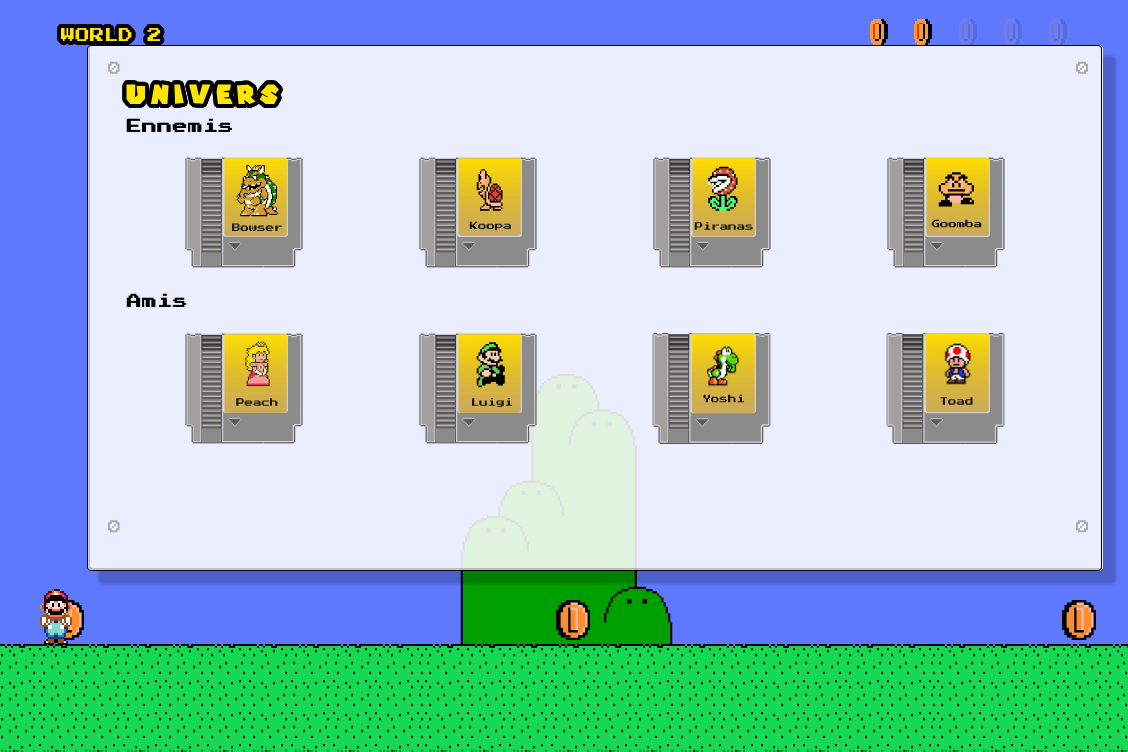 WORLD 2
UNIVERS
Ennemis
Bowser
Koopa
Piranas
Goomba
Amis
Peach
Luigi
Yoshi
Toad